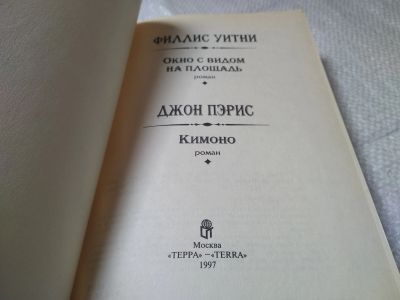 ФИЛЛИС УИТНИ
ОКНО С ВИДОМ
НА ПЛОЩАДЬ
роман
ДЖОН ПЭРИС
КИМОНО
роман
Москва
«ТЕРРА» – «TERRA»
1997